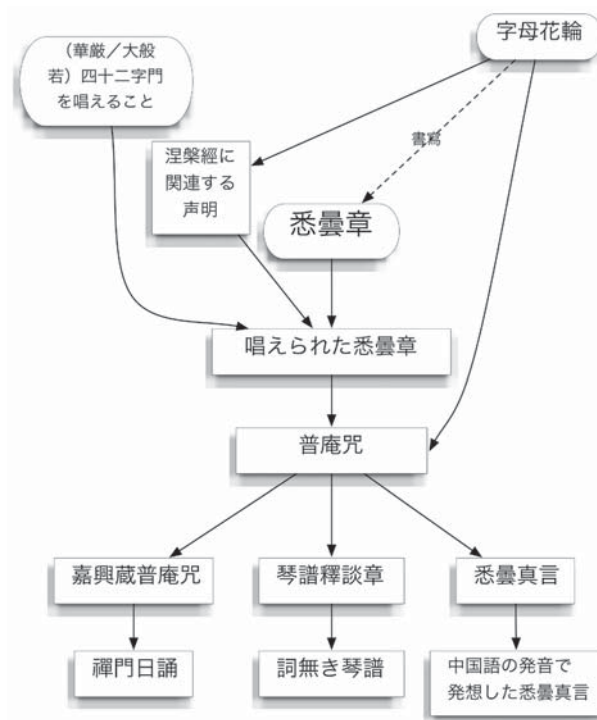 字母花輪
（華厳／大般
若）四十二字門
を唱えること
書寫
涅槃經に
関連する
声明
悉曇章
唱えられた悉曇章
普庵咒
嘉興蔵普庵咒
琴譜釋談章
悉曇真言
禪門日誦
詞無き琴譜
中国語の発音で
発想した悉曇真言